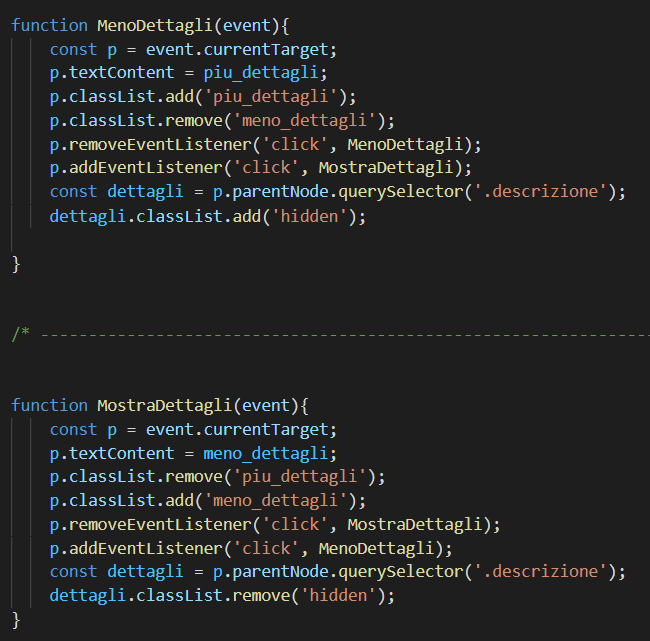 function MenoDettagli(event){
const p = event.currentTarget;
p.textContent = piu_dettagli;
p.classList.add('piu_dettagli');
p.classList.remove('meno_dettagli');
p.removeEventListener('click', MenoDettagli);
p.addEventListener('click', MostraDettagli);
const dettagli = p.parentNode.querySelector('.descrizione');
dettagli.classList.add('hidden');
}
/* ----------------------------------------------------------------
function MostraDettagli(event){
const p = event.currentTarget;
p.textContent = meno_dettagli;
p.classList.remove('piu_dettagli');
p.classList.add('meno_dettagli');
p.removeEventListener('click', MostraDettagli);
p.addEventListener('click', MenoDettagli);
const dettagli = p.parentNode.querySelector('.descrizione');
dettagli.classList.remove('hidden');
}